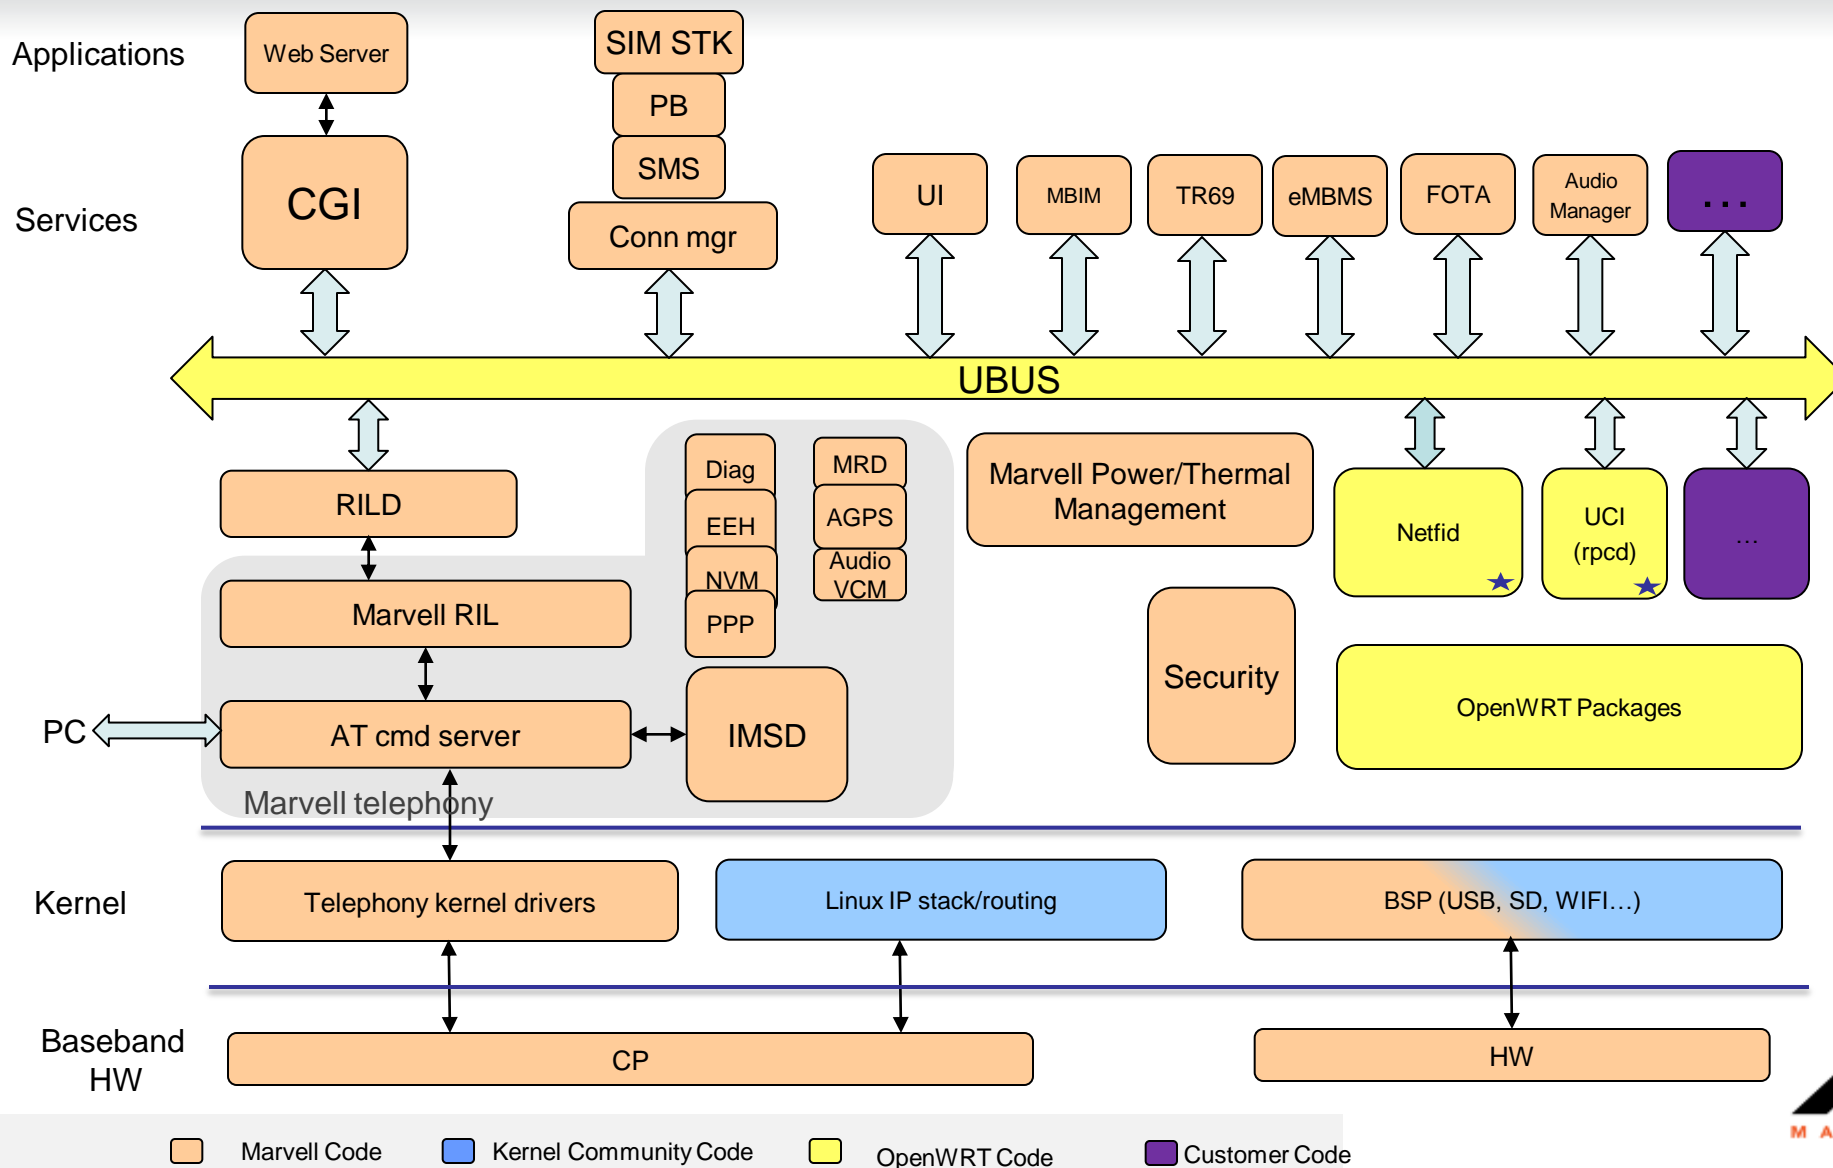 Applications
Web Server
SIM STK
PB
SMS
Conn mgr
CGI
Services
UI
MBIM
TR69
eMBMS
FOTA
Audio
Manager
...
UBUS
RILD
Diag
EEH
NVM
PPP
MRD
AGPS
Audio
VCM
Marvell Power/Thermal
Management
Netfid
UCI
(rpcd)
...
Marvell RIL
Security
OpenWRT Packages
PC
AT cmd server
IMSD
Marvell telephony
Kernel
Telephony kernel drivers
Linux IP stack/routing
BSP (USB, SD, WIFI...)
Baseband
HW
CP
HW
M A
Marvell Code
Kernel Community Code
OpenWRT Code
Customer Code